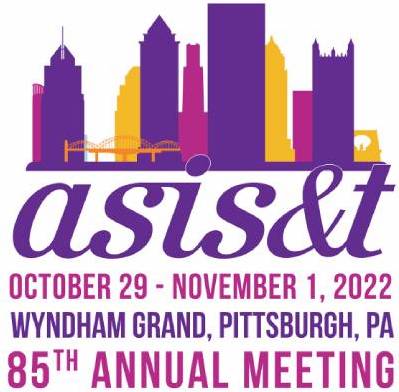 asis&t
OCTOBER 29 - NOVEMBER 1, 2022
WYNDHAM GRAND, PITTSBURGH, PA
85TH ANNUAL MEETING